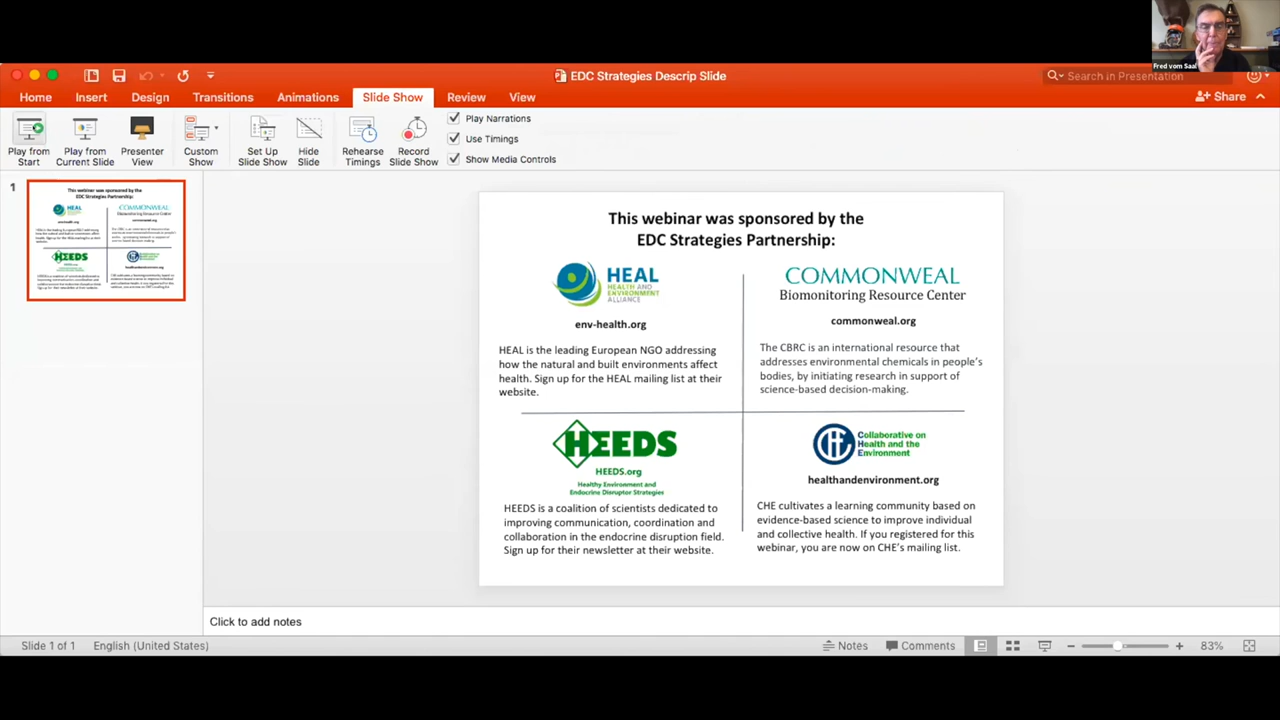 Fred vom Saal
EDC Strategies Descrip Slide
Search in Presentation
Home Insert Design Transitions Animations Slide Show Review View
Share
Play from Start
Play from Current Slide
Presenter View
Custom Show
Set Up Slide Show
Hide Slide
Rehearse Timings
Record Slide Show
Play Narrations
Use Timings
Show Media Controls
1
This webinar was sponsored by the
EDC Strategies Partnership:
HEAL
HEALTH AND
ENVIRONMENT
ALLIANCE
env-health.org
HEAL is the leading European NGO addressing
how the natural and built environments affect
health. Sign up for the HEAL mailing list at their
website.
COMMONWEAL
Biomonitoring Resource Center
commonweal.org
The CBRC is an international resource that
addresses environmental chemicals in people's
bodies, by initiating research in support of
science-based decision-making.
HEEDS
HEEDS.org
Healthy Environment and
Endocrine Disruptor Strategies
HEEDS is a coalition of scientists dedicated to
improving communication, coordination and
collaboration in the endocrine disruption field.
Sign up for their newsletter at their website.
CHE
Collaborative on
Health and the
Environment
healthandenvironment.org
CHE cultivates a learning community based on
evidence-based science to improve individual
and collective health. If you registered for this
webinar, you are now on CHE's mailing list.
Click to add notes
Slide 1 of 1 English (United States) Notes Comments 83%